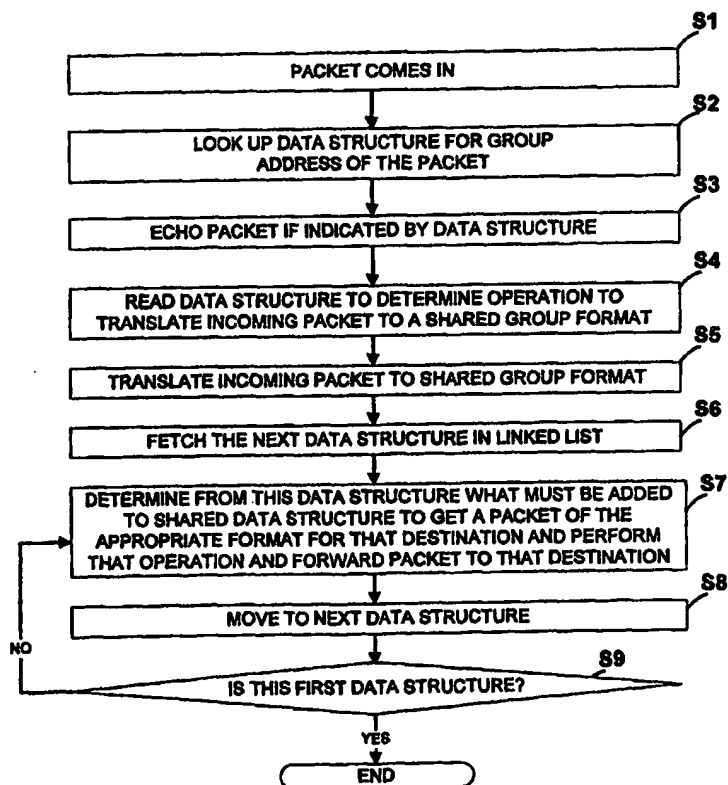 S1
PACKET COMES IN
S2
LOOK UP DATA STRUCTURE FOR GROUP
ADDRESS OF THE PACKET
S3
ECHO PACKET IF INDICATED BY DATA STRUCTURE
S4
READ DATA STRUCTURE TO DETERMINE OPERATION TO
TRANSLATE INCOMING PACKET TO A SHARED GROUP FORMAT
S5
TRANSLATE INCOMING PACKET TO SHARED GROUP FORMAT
S6
FETCH THE NEXT DATA STRUCTURE IN LINKED LIST
S7
DETERMINE FROM THIS DATA STRUCTURE WHAT MUST BE ADDED
TO SHARED DATA STRUCTURE TO GET A PACKET OF THE
APPROPRIATE FORMAT FOR THAT DESTINATION AND PERFORM
THAT OPERATION AND FORWARD PACKET TO THAT DESTINATION
S8
MOVE TO NEXT DATA STRUCTURE
NO
S9
IS THIS FIRST DATA STRUCTURE?
YES
END